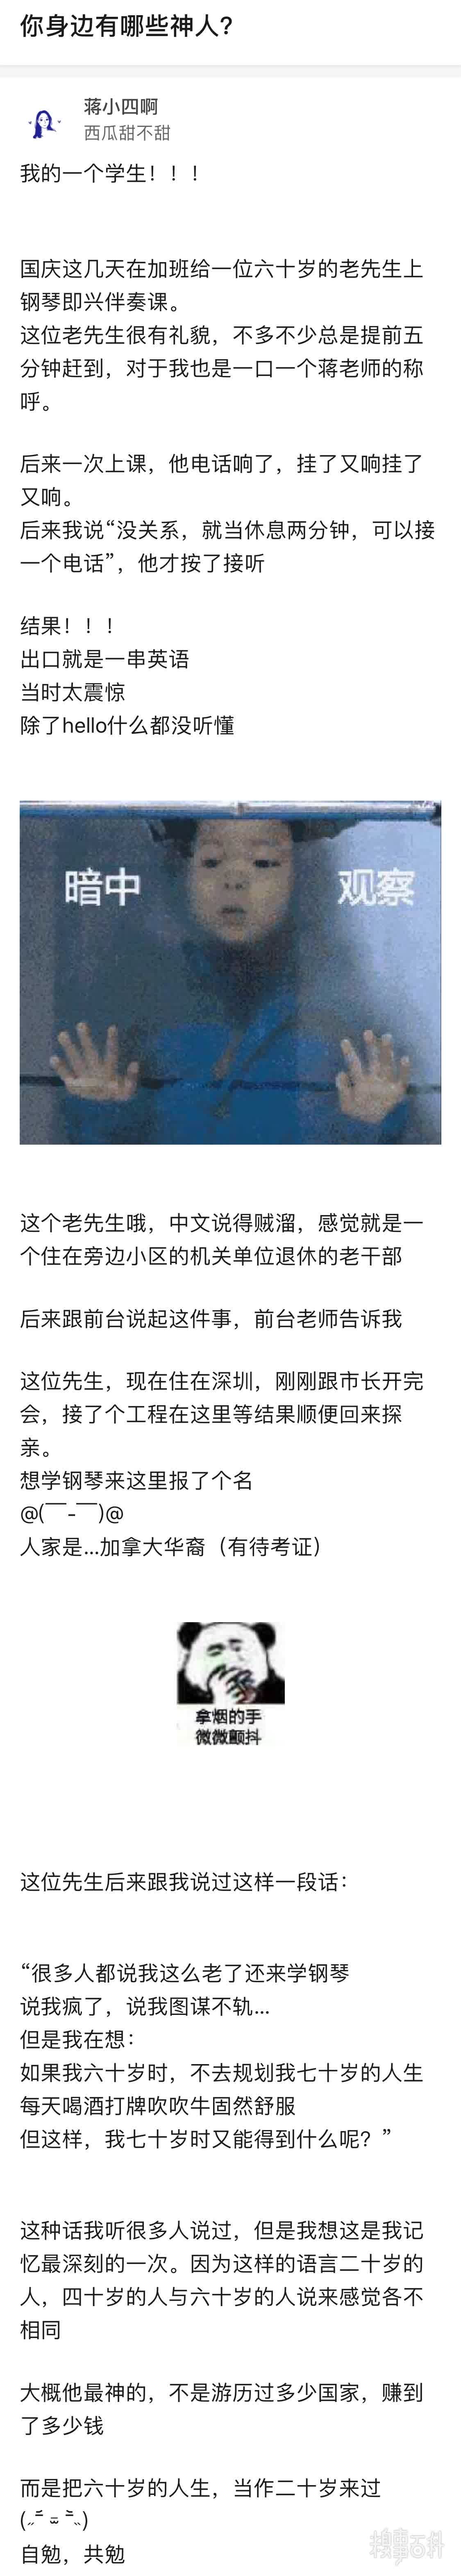 你身边有哪些神人?
蒋小四啊
西瓜甜不甜
我的一个学生！！！
国庆这几天在加班给一位六十岁的老先生上
钢琴即兴伴奏课。
这位老先生很有礼貌，不多不少总是提前五
分钟赶到，对于我也是一口一个蒋老师的称
呼。
后来一次上课，他电话响了，挂了又响挂了
又响。
后来我说“没关系，就当休息两分钟，可以接
一个电话”，他才按了接听
结果！！！
出口就是一串英语
当时太震惊
除了hello什么都没听懂
暗中 观察
这个老先生哦，中文说得贼溜，感觉就是一
个住在旁边小区的机关单位退休的老干部
后来跟前台说起这件事，前台老师告诉我
这位先生，现在住在深圳，刚刚跟市长开完
会，接了个工程在这里等结果顺便回来探
亲。
想学钢琴来这里报了个名
@(￣-￣)@
人家是...加拿大华裔（有待考证）
拿烟的手
微微颤抖
这位先生后来跟我说过这样一段话：
“很多人都说我这么老了还来学钢琴
说我疯了，说我图谋不轨...
但是我在想：
如果我六十岁时，不去规划我七十岁的人生
每天喝酒打牌吹吹牛固然舒服
但这样，我七十岁时又能得到什么呢？”
这种话我听很多人说过，但是我想这是我记
忆最深刻的一次。因为这样的语言二十岁的
人，四十岁的人与六十岁的人说来感觉各不
相同
大概他最神的，不是游历过多少国家，赚到
了多少钱
而是把六十岁的人生，当作二十岁来过
(˶‾᷄ ⁻̫ ‾᷅˵)
自勉，共勉
糗事百科